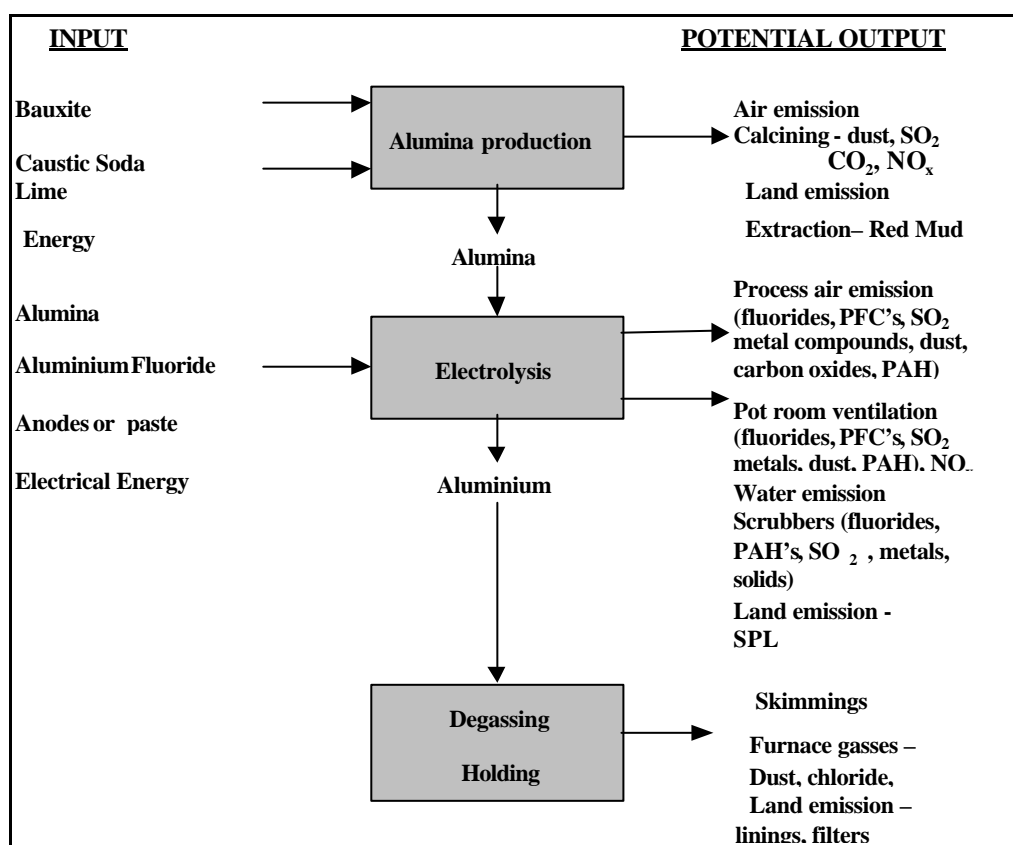 INPUT
POTENTIAL OUTPUT
Bauxite
Caustic Soda
Lime
Energy
Alumina production
Air emission
Calcining - dust, SO2
CO2, NOx
Land emission
Extraction– Red Mud
Alumina
Alumina
Aluminium Fluoride
Anodes or paste
Electrical Energy
Electrolysis
Process air emission
(fluorides, PFC's, SO2
metal compounds, dust,
carbon oxides, PAH)
Pot room ventilation
(fluorides, PFC's, SO2
metals, dust, PAH), NO
Water emission
Scrubbers (fluorides,
PAH's, SO 2 , metals,
solids)
Land emission -
SPL
Aluminium
Degassing
Holding
Skimmings
Furnace gasses –
Dust, chloride,
Land emission –
linings, filters